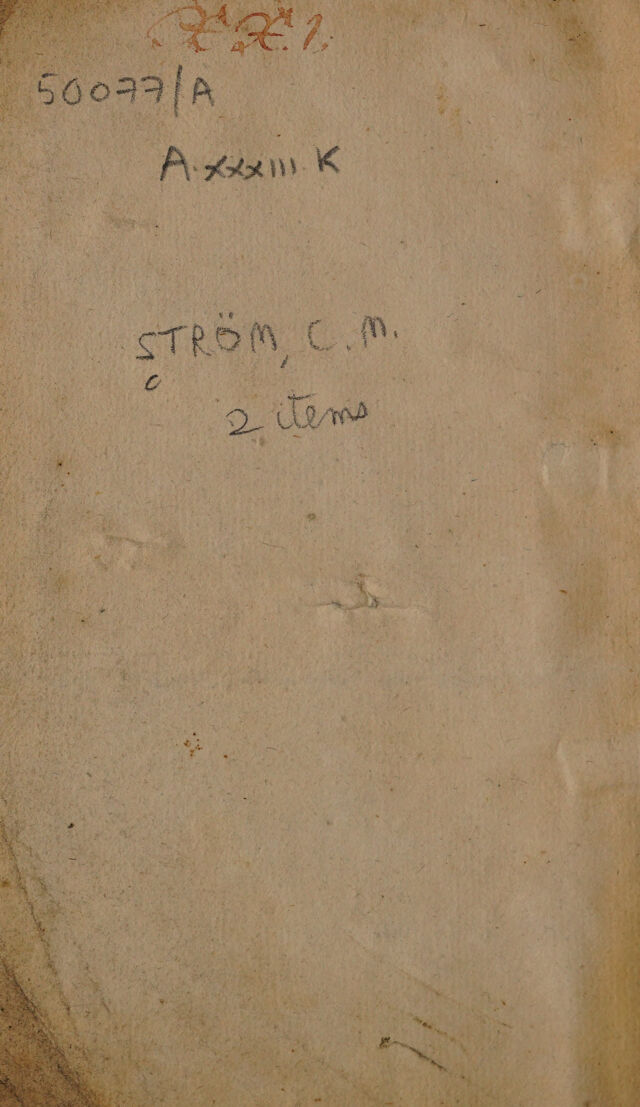 50077/A
A.xxxiii.K
STRÖM, C.M.
c
2 items